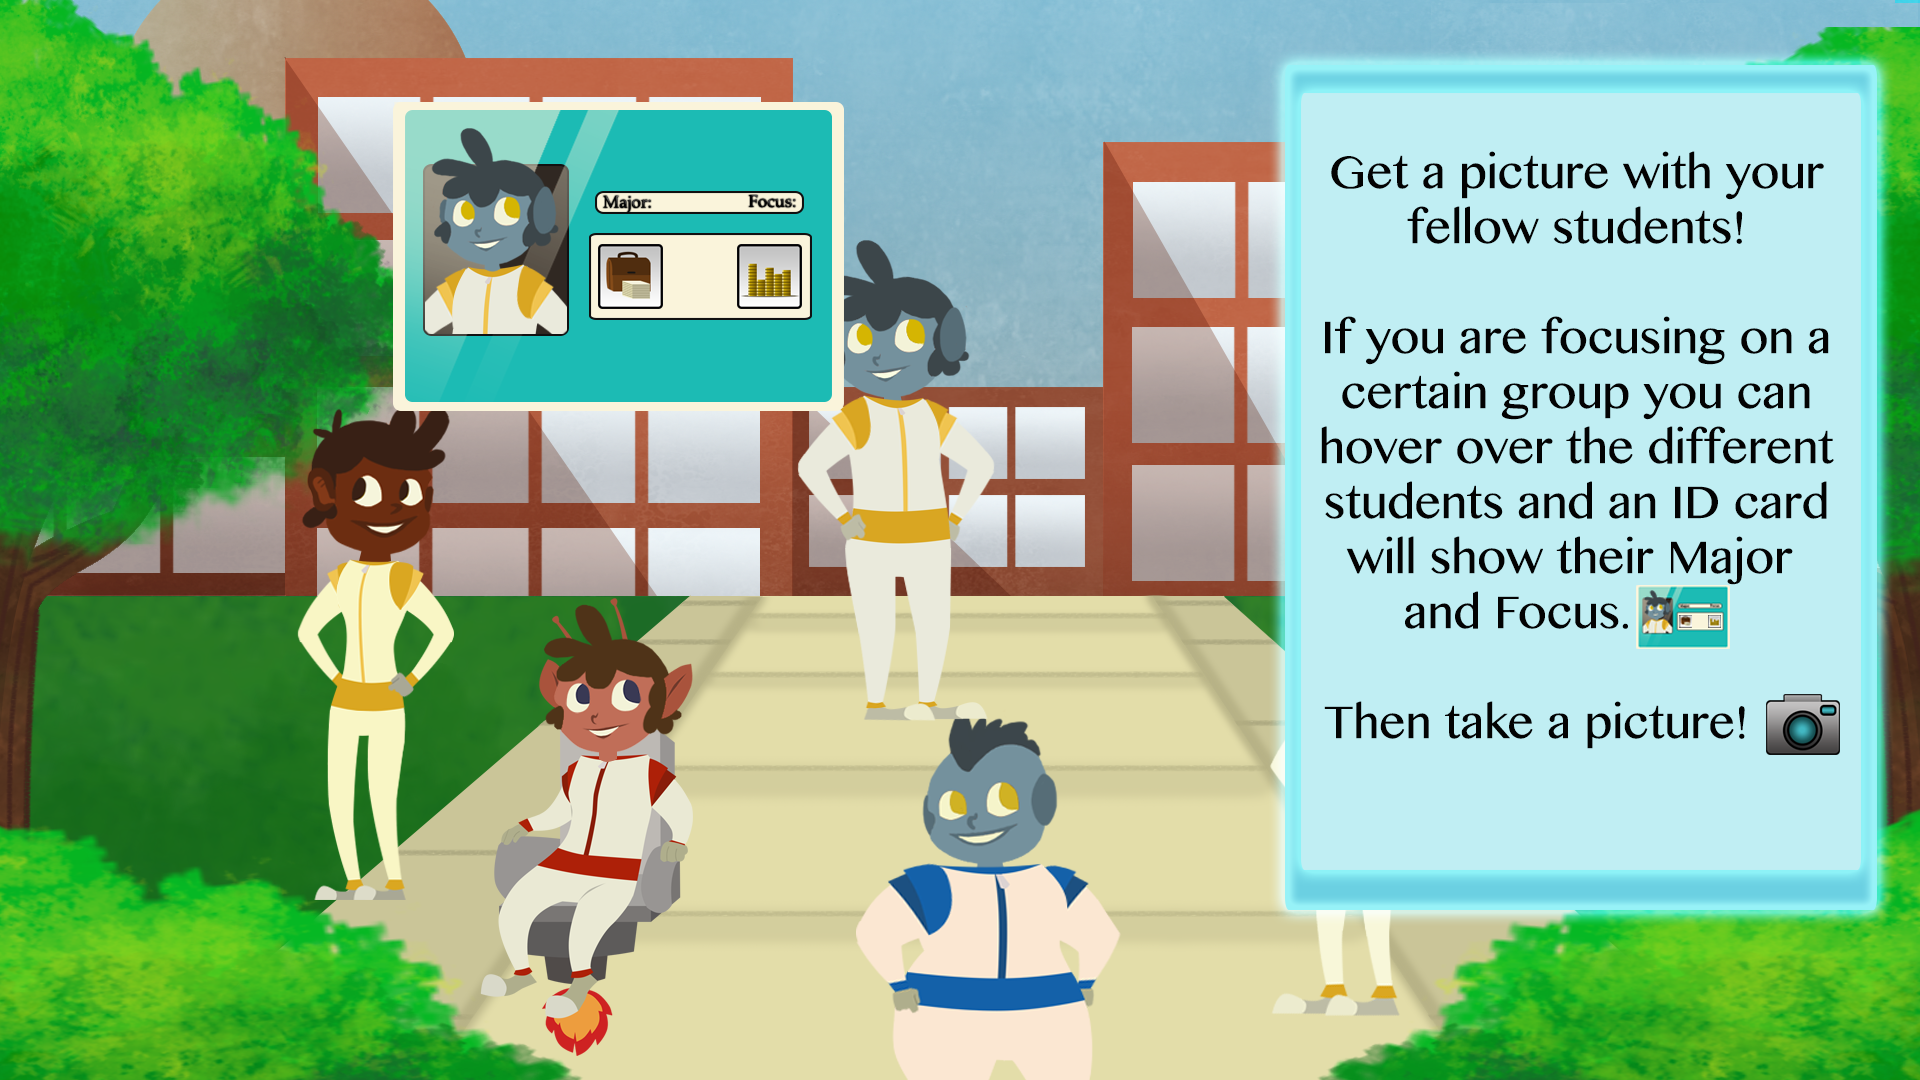 Major: Focus:
Get a picture with your
fellow students!
If you are focusing on a
certain group you can
hover over the different
students and an ID card
will show their Major
and Focus.
Then take a picture!